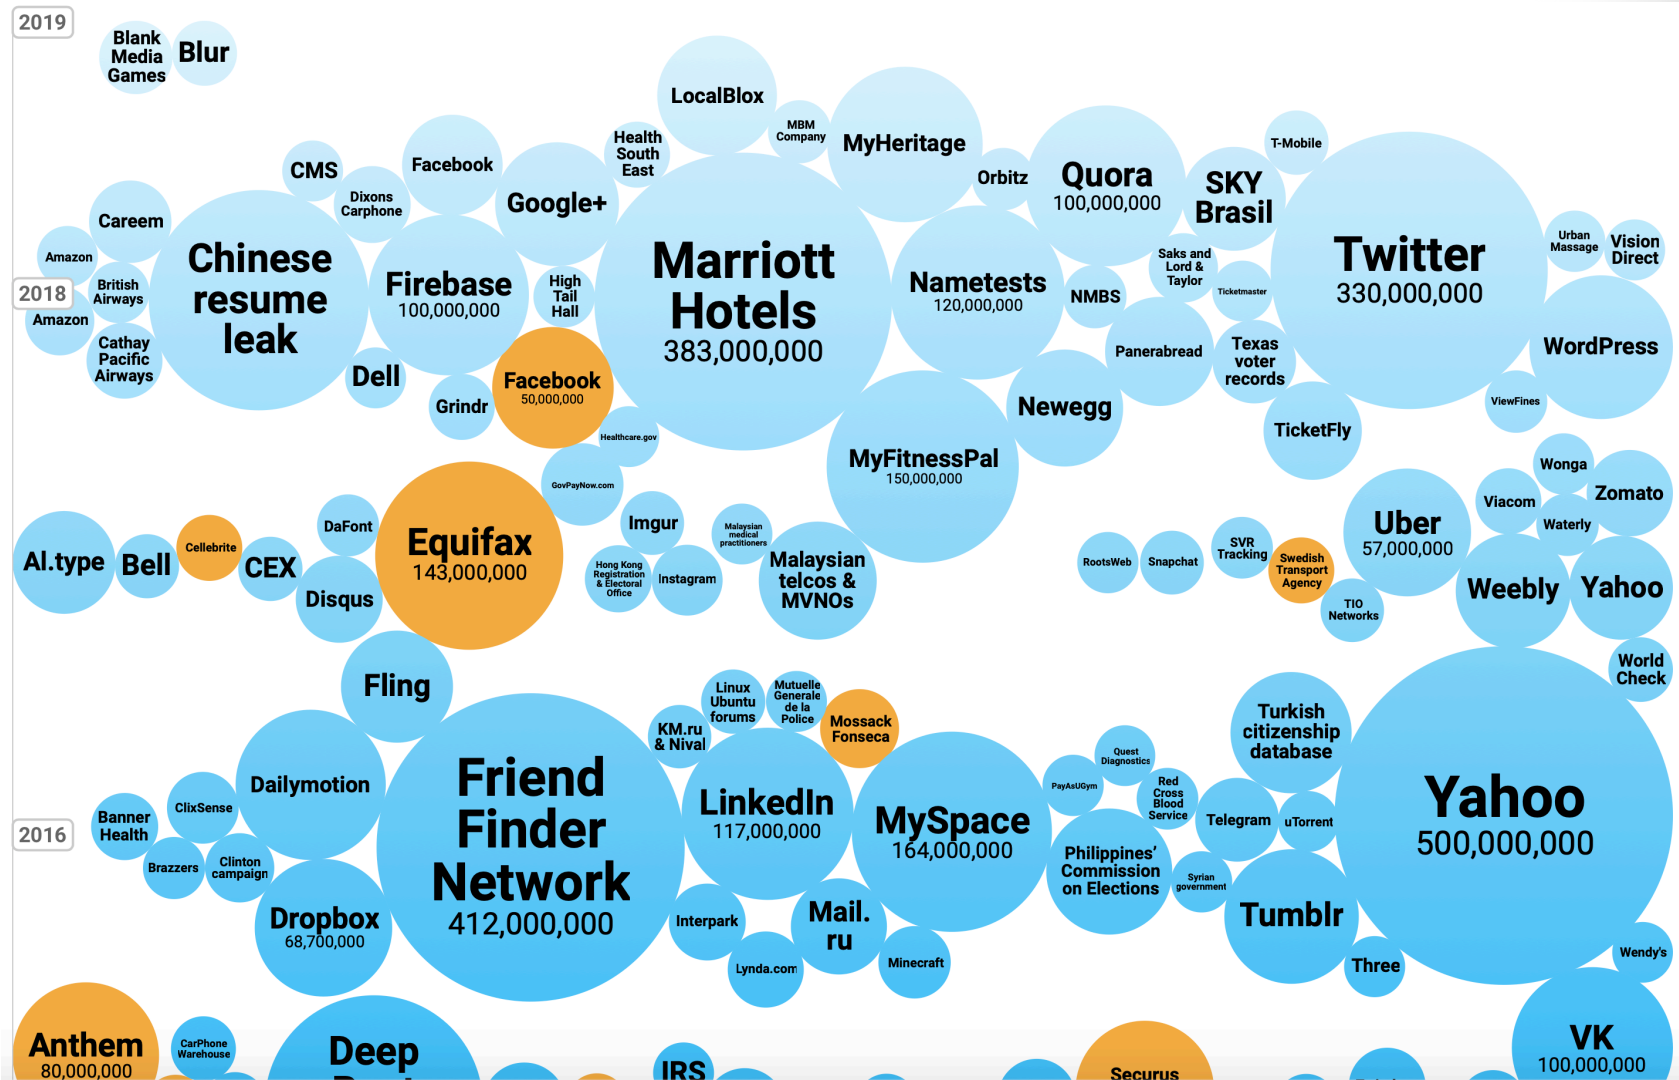 2019
Blank
Media
Games
Blur
LocalBlox
MBM
Company
MyHeritage
Health
South
East
Facebook
CMS
Dixons
Carphone
Google+
Orbitz
Quora
100,000,000
T-Mobile
SKY
Brasil
Careem
Amazon
British
Airways
2018
Amazon
Cathay
Pacific
Airways
Chinese
resume
leak
Firebase
100,000,000
High
Tail
Hall
Marriott
Hotels
383,000,000
Nametests
120,000,000
NMBS
Saks and
Lord &
Taylor
Ticketmaster
Twitter
330,000,000
Urban
Massage
Vision
Direct
WordPress
Dell
Grindr
Facebook
50,000,000
Healthcare.gov
GovPayNow.com
Newegg
Panerabread
Texas
voter
records
TicketFly
ViewFines
MyFitnessPal
150,000,000
Wonga
Zomato
Viacom
Waterly
Al.type
Bell
Cellebrite
CEX
DaFont
Disqus
Equifax
143,000,000
Imgur
Hong Kong
Registration
& Electoral
Office
Instagram
Malaysian
medical
practitioners
Malaysian
telcos &
MVNOs
RootsWeb
Snapchat
SVR
Tracking
Swedish
Transport
Agency
TIO
Networks
Uber
57,000,000
Weebly
Yahoo
World
Check
Fling
Linux
Ubuntu
forums
Mutuelle
Generale
de la
Police
Mossack
Fonseca
KM.ru
& Nival
Turkish
citizenship
database
Dailymotion
Friend
Finder
Network
412,000,000
LinkedIn
117,000,000
MySpace
164,000,000
Quest
Diagnostics
PayAsUGym
Red
Cross
Blood
Service
Telegram
uTorrent
Yahoo
500,000,000
Banner
Health
ClixSense
2016
Brazzers
Clinton
campaign
Dropbox
68,700,000
Interpark
Lynda.com
Mail.
ru
Minecraft
Philippines’
Commission
on Elections
Syrian
government
Tumblr
Three
Wendy's
Anthem
80,000,000
CarPhone
Warehouse
Deep
IRS
Securus
VK
100,000,000